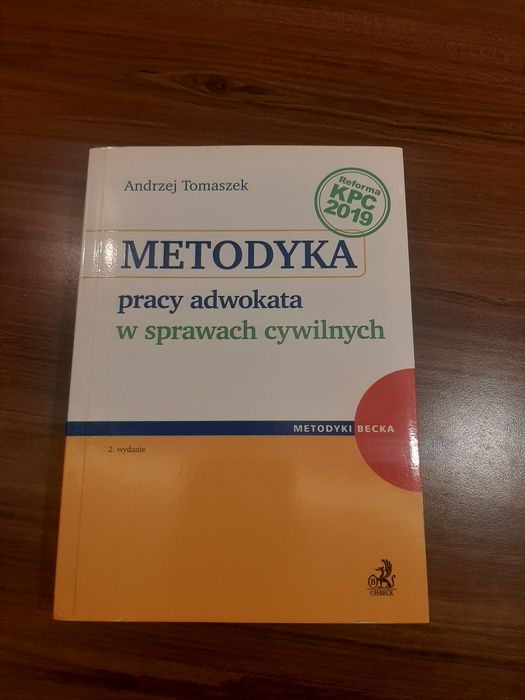 Andrzej Tomaszek
Reforma
KPC
2019
METODYKA
pracy adwokata
w sprawach cywilnych
METODYKI BECKA
2. wydanie
B
C·H·BECK